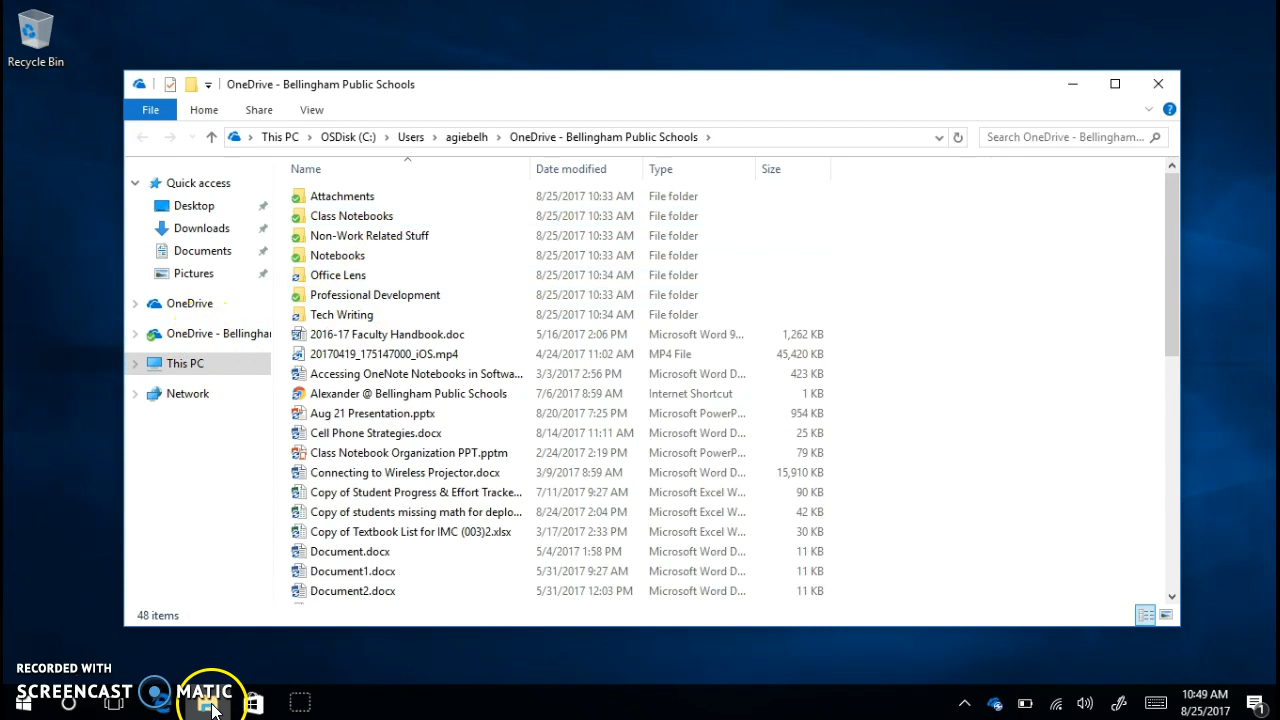 Recycle Bin
OneDrive - Bellingham Public Schools
File Home Share View
This PC OSDisk (C:) Users agiebelh OneDrive - Bellingham Public Schools Search OneDrive - Bellingham...
Name Date modified Type Size
Quick access
Desktop
Downloads
Documents
Pictures
OneDrive
OneDrive - Bellingha
This PC
Network
Attachments 8/25/2017 10:33 AM File folder
Class Notebooks 8/25/2017 10:33 AM File folder
Non-Work Related Stuff 8/25/2017 10:33 AM File folder
Notebooks 8/25/2017 10:33 AM File folder
Office Lens 8/25/2017 10:34 AM File folder
Professional Development 8/25/2017 10:33 AM File folder
Tech Writing 8/25/2017 10:34 AM File folder
2016-17 Faculty Handbook.doc 5/16/2017 2:06 PM Microsoft Word 9... 1,262 KB
20170419_175147000_iOS.mp4 4/24/2017 11:02 AM MP4 File 45,420 KB
Accessing OneNote Notebooks in Softwa... 3/3/2017 2:56 PM Microsoft Word D... 423 KB
Alexander @ Bellingham Public Schools 7/6/2017 8:59 AM Internet Shortcut 1 KB
Aug 21 Presentation.pptx 8/20/2017 7:25 PM Microsoft PowerP... 954 KB
Cell Phone Strategies.docx 8/14/2017 11:11 AM Microsoft Word D... 25 KB
Class Notebook Organization PPT.pptm 2/24/2017 2:19 PM Microsoft PowerP... 79 KB
Connecting to Wireless Projector.docx 3/9/2017 8:59 AM Microsoft Word D... 15,910 KB
Copy of Student Progress & Effort Tracke... 7/11/2017 9:27 AM Microsoft Excel W... 90 KB
Copy of students missing math for deplo... 8/24/2017 2:04 PM Microsoft Excel W... 42 KB
Copy of Textbook List for IMC (003)2.xlsx 3/17/2017 2:33 PM Microsoft Excel W... 30 KB
Document.docx 5/4/2017 1:58 PM Microsoft Word D... 11 KB
Document1.docx 5/31/2017 9:27 AM Microsoft Word D... 11 KB
Document2.docx 5/31/2017 12:03 PM Microsoft Word D... 11 KB
48 items
RECORDED WITH
SCREENCAST MATIC
10:49 AM
8/25/2017
1